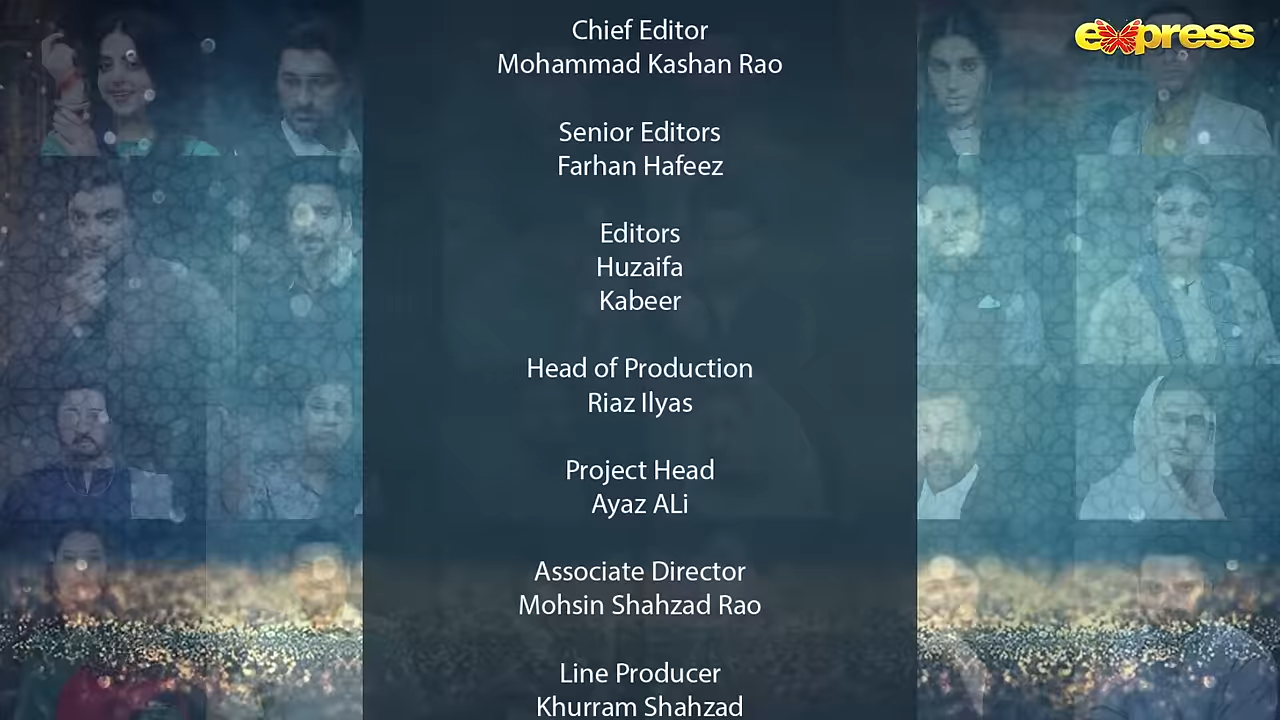 Chief Editor
Mohammad Kashan Rao
Senior Editors
Farhan Hafeez
Editors
Huzaifa
Kabeer
Head of Production
Riaz Ilyas
Project Head
Ayaz ALi
Associate Director
Mohsin Shahzad Rao
Line Producer
Khurram Shahzad
express